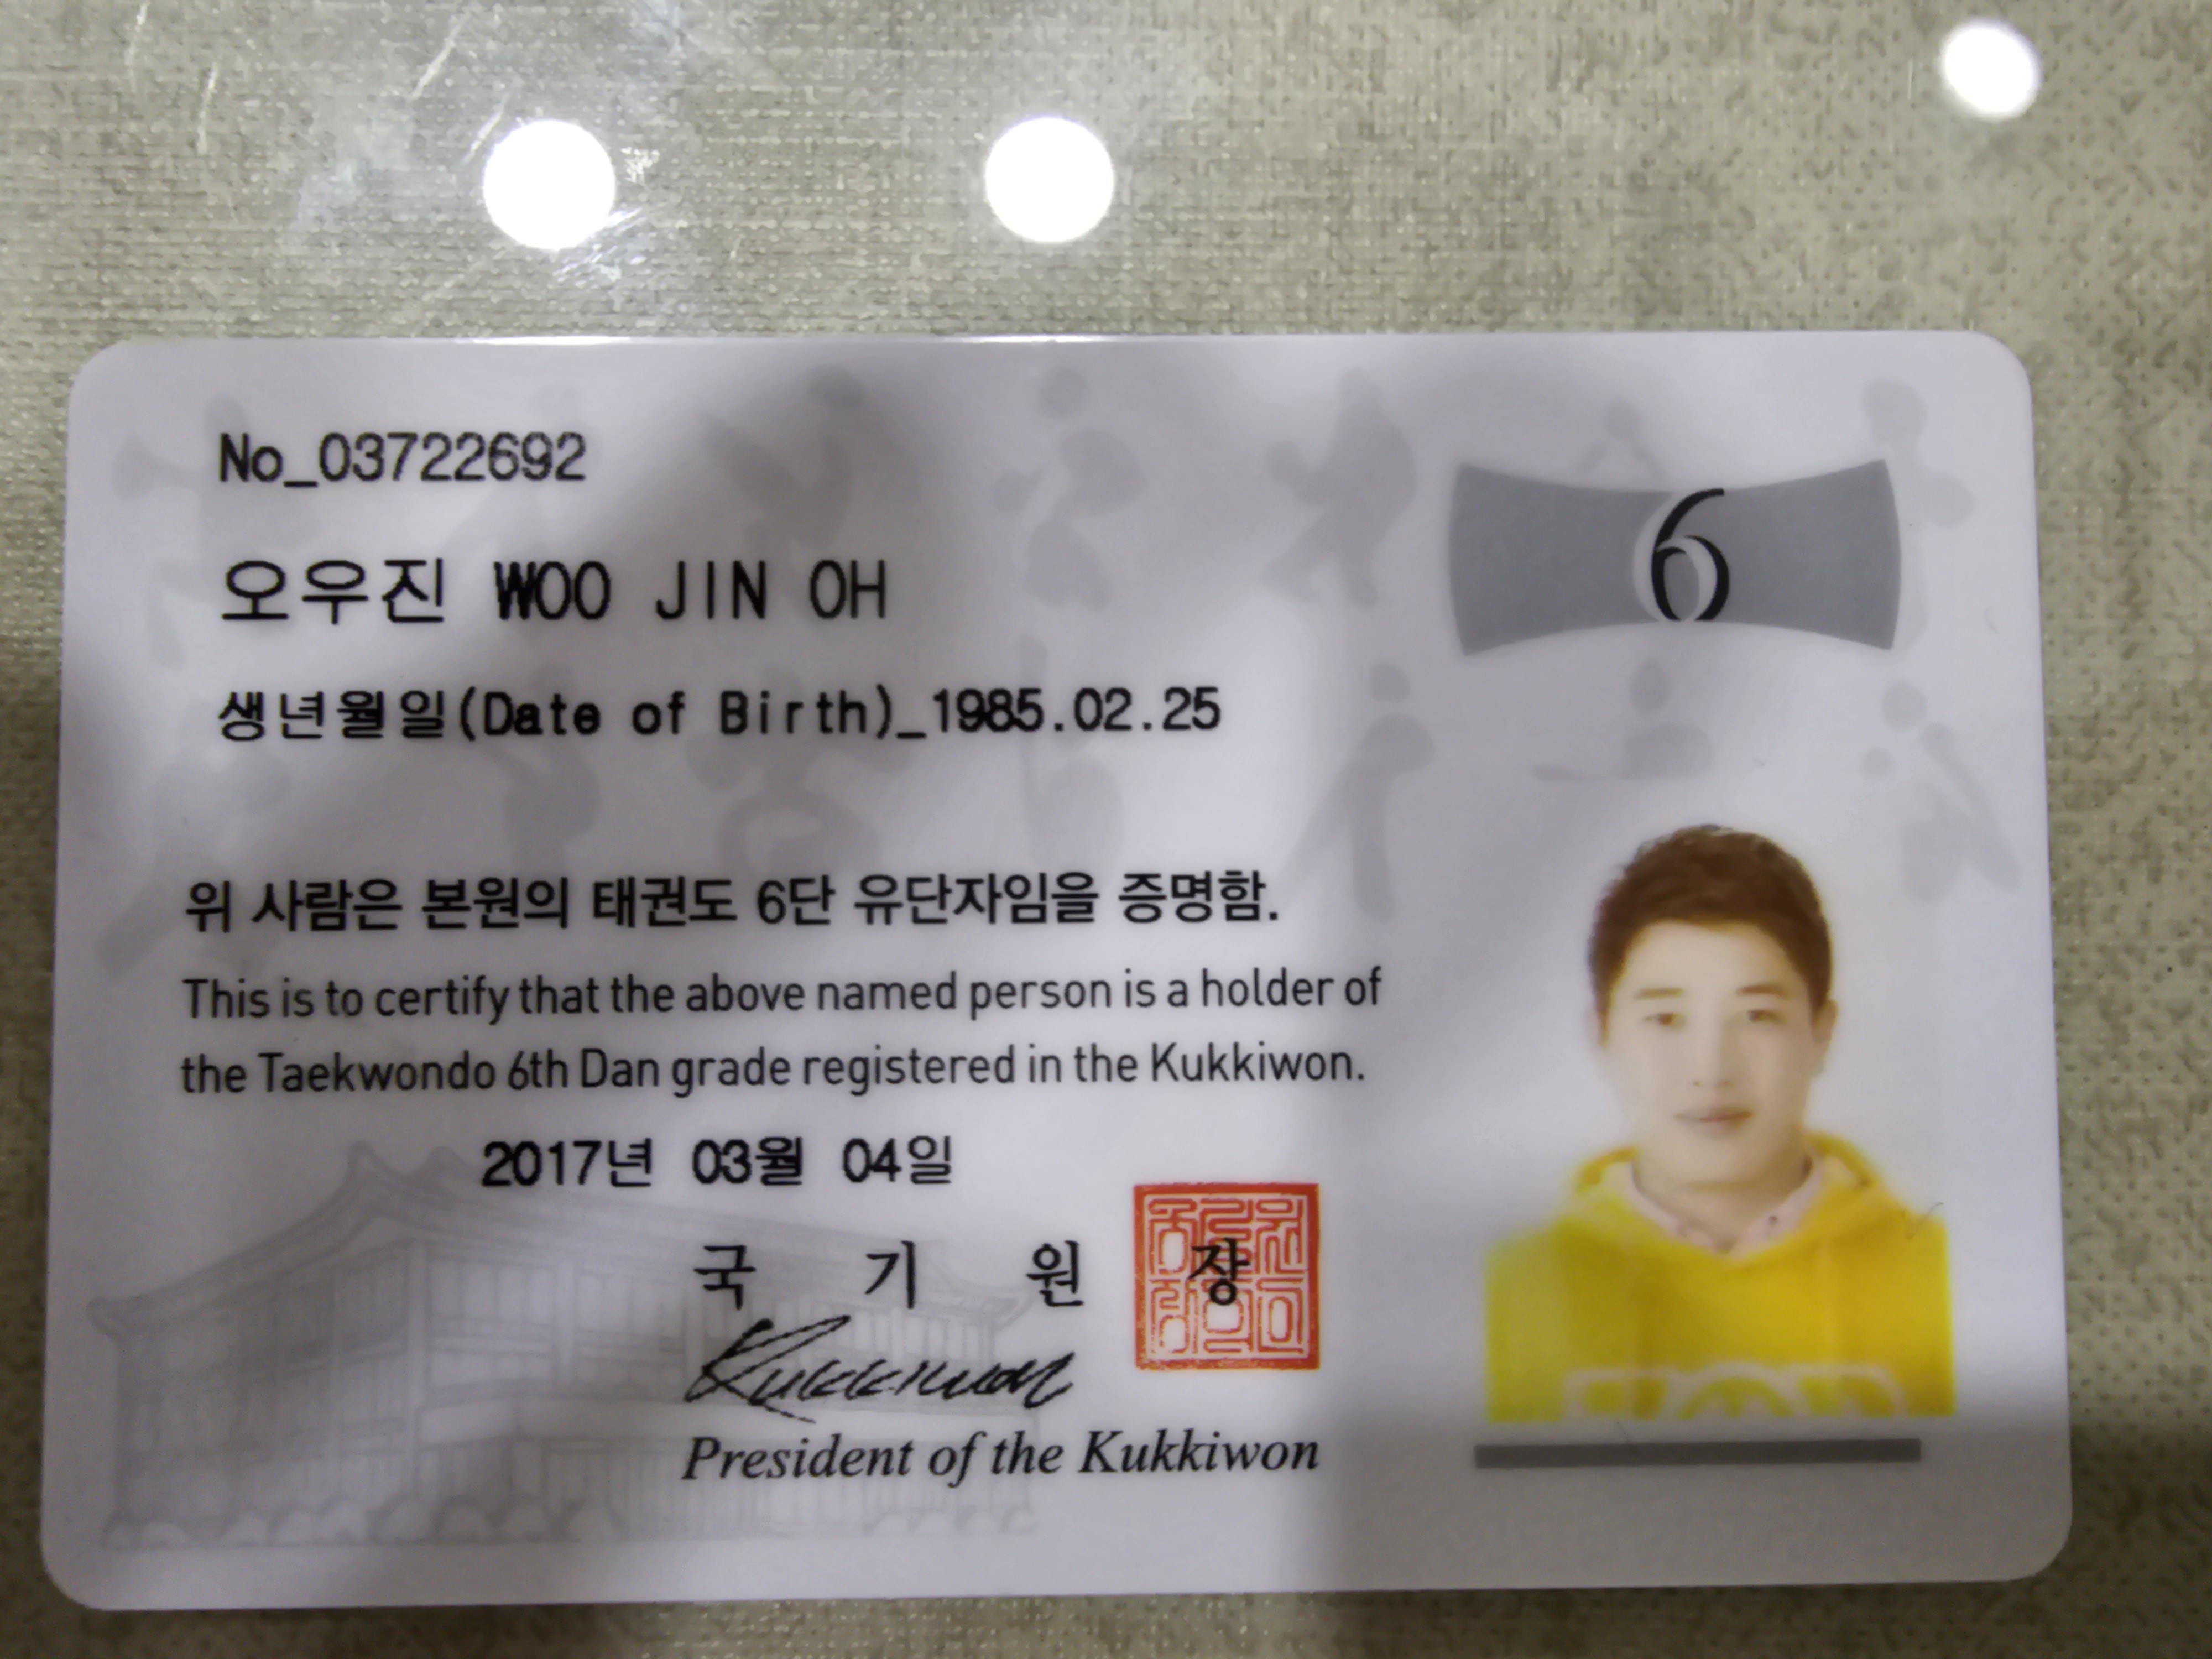 No_03722692
6
오우진 WOO JIN OH
생년월일(Date of Birth)_1985.02.25
위 사람은 본원의 태권도 6단 유단자임을 증명함.
This is to certify that the above named person is a holder of
the Taekwondo 6th Dan grade registered in the Kukkiwon.
2017년 03월 04일
국 기 원 장
Kukkiwon
President of the Kukkiwon